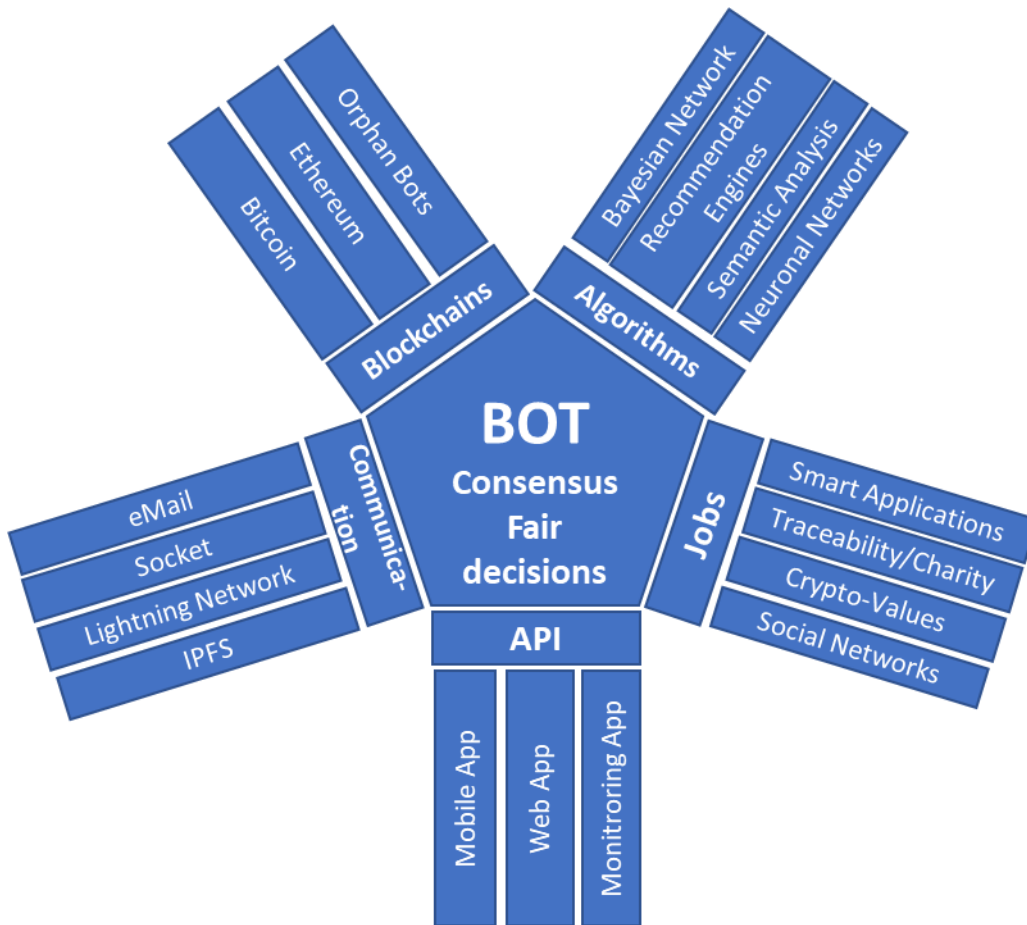 Bitcoin
Ethereum
Orphan Bots
Blockchains
Bayesian Network
Recommendation
Engines
Semantic Analysis
Neuronal Networks
Algorithms
BOT
Consensus
Fair
decisions
Communica-
tion
eMail
Socket
Lightning Network
IPFS
Jobs
Smart Applications
Traceability/Charity
Crypto-Values
Social Networks
API
Mobile App
Web App
Monitroring App